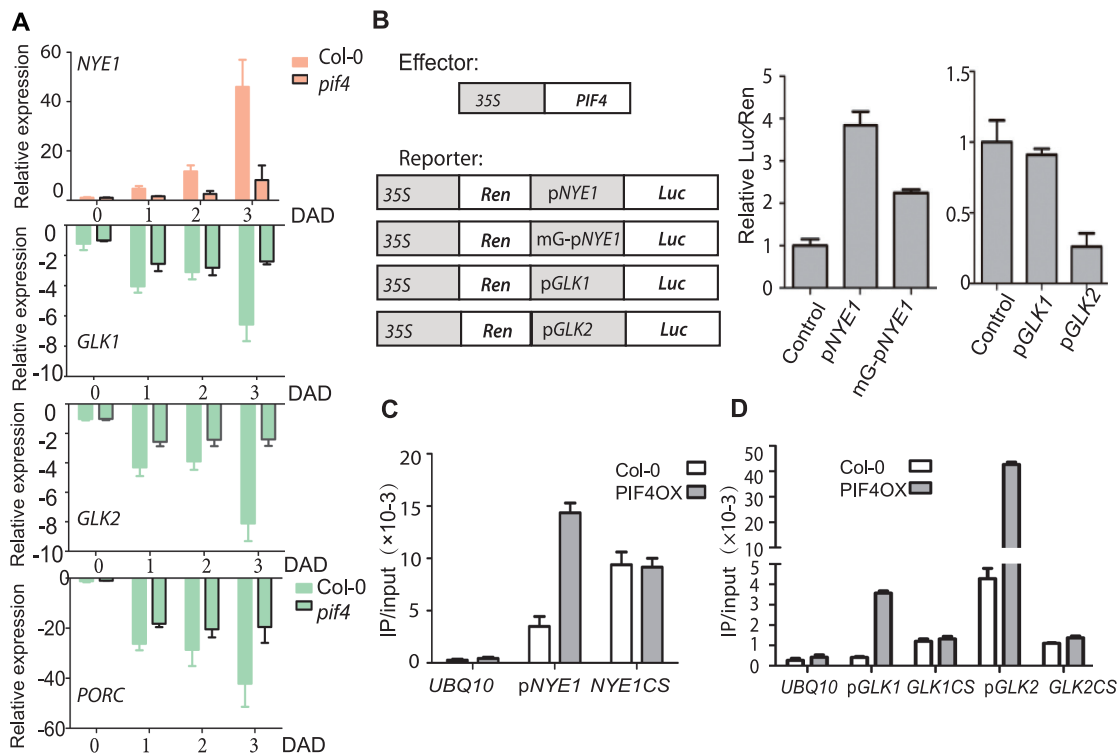 A
Relative expression
60
40
20
0
NYE1
Col-0
pif4
0 1 2 3 DAD
Relative expression
0
-2
-4
-6
-8
-10
GLK1
0 1 2 3 DAD
Relative expression
0
-2
-4
-6
-8
-10
GLK2
0 1 2 3 DAD
Relative expression
0
-20
-40
-60
PORC
Col-0
pif4
0 1 2 3 DAD
B
Effector:
35S PIF4
Reporter:
35S Ren pNYE1 Luc
35S Ren mG-pNYE1 Luc
35S Ren pGLK1 Luc
35S Ren pGLK2 Luc
Relative Luc/Ren
5
4
3
2
1
0
Control pNYE1 mG-pNYE1
1.5
1
0.5
0
Control pGLK1 pGLK2
C
IP/input (×10-3)
20
15
10
5
0
Col-0
PIF4OX
UBQ10 pNYE1 NYE1CS
D
IP/input (×10-3)
50
40
30
20
10
5
4
3
2
1
0
Col-0
PIF4OX
UBQ10 pGLK1 GLK1CS pGLK2 GLK2CS